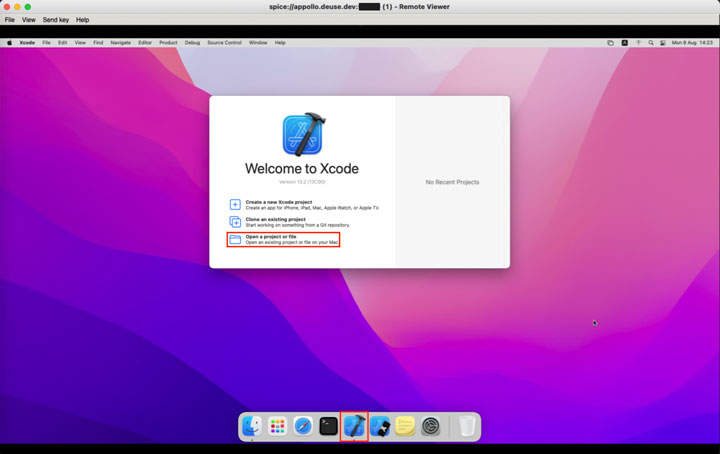 spice://appollo.deuse.dev: (1) - Remote Viewer
File View Send key Help
Xcode File Edit View Find Navigate Editor Product Debug Source Control Window Help
A
Mon 8 Aug 14:23
Welcome to Xcode
Version 13.2 (13C90)
No Recent Projects
Create a new Xcode project
Create an app for iPhone, iPad, Mac, Apple Watch, or Apple TV.
Clone an existing project
Start working on something from a Git repository.
Open a project or file
Open an existing project or file on your Mac.